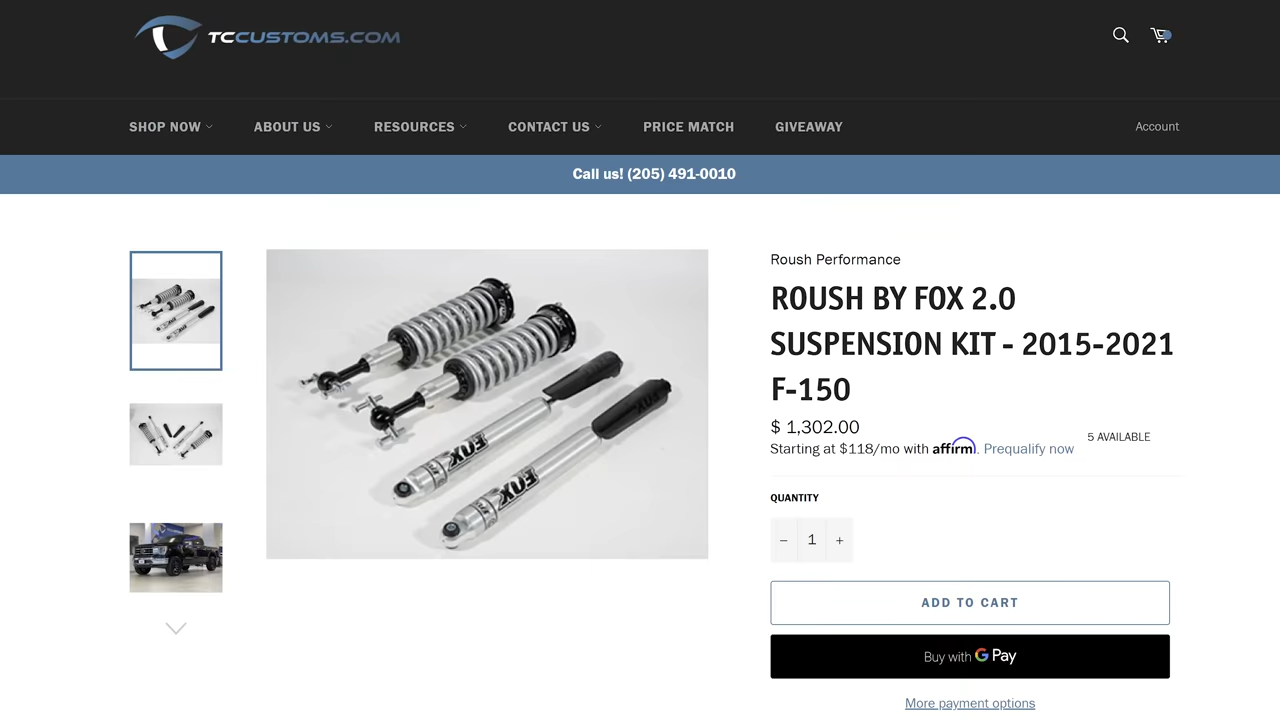 TCCUSTOMS.COM
SHOP NOW
ABOUT US
RESOURCES
CONTACT US
PRICE MATCH
GIVEAWAY
Account
Call us! (205) 491-0010
Roush Performance
ROUSH BY FOX 2.0
SUSPENSION KIT - 2015-2021
F-150
$ 1,302.00
Starting at $118/mo with affirm. Prequalify now
5 AVAILABLE
QUANTITY
− 1 +
ADD TO CART
Buy with G Pay
More payment options
FOX
FOX